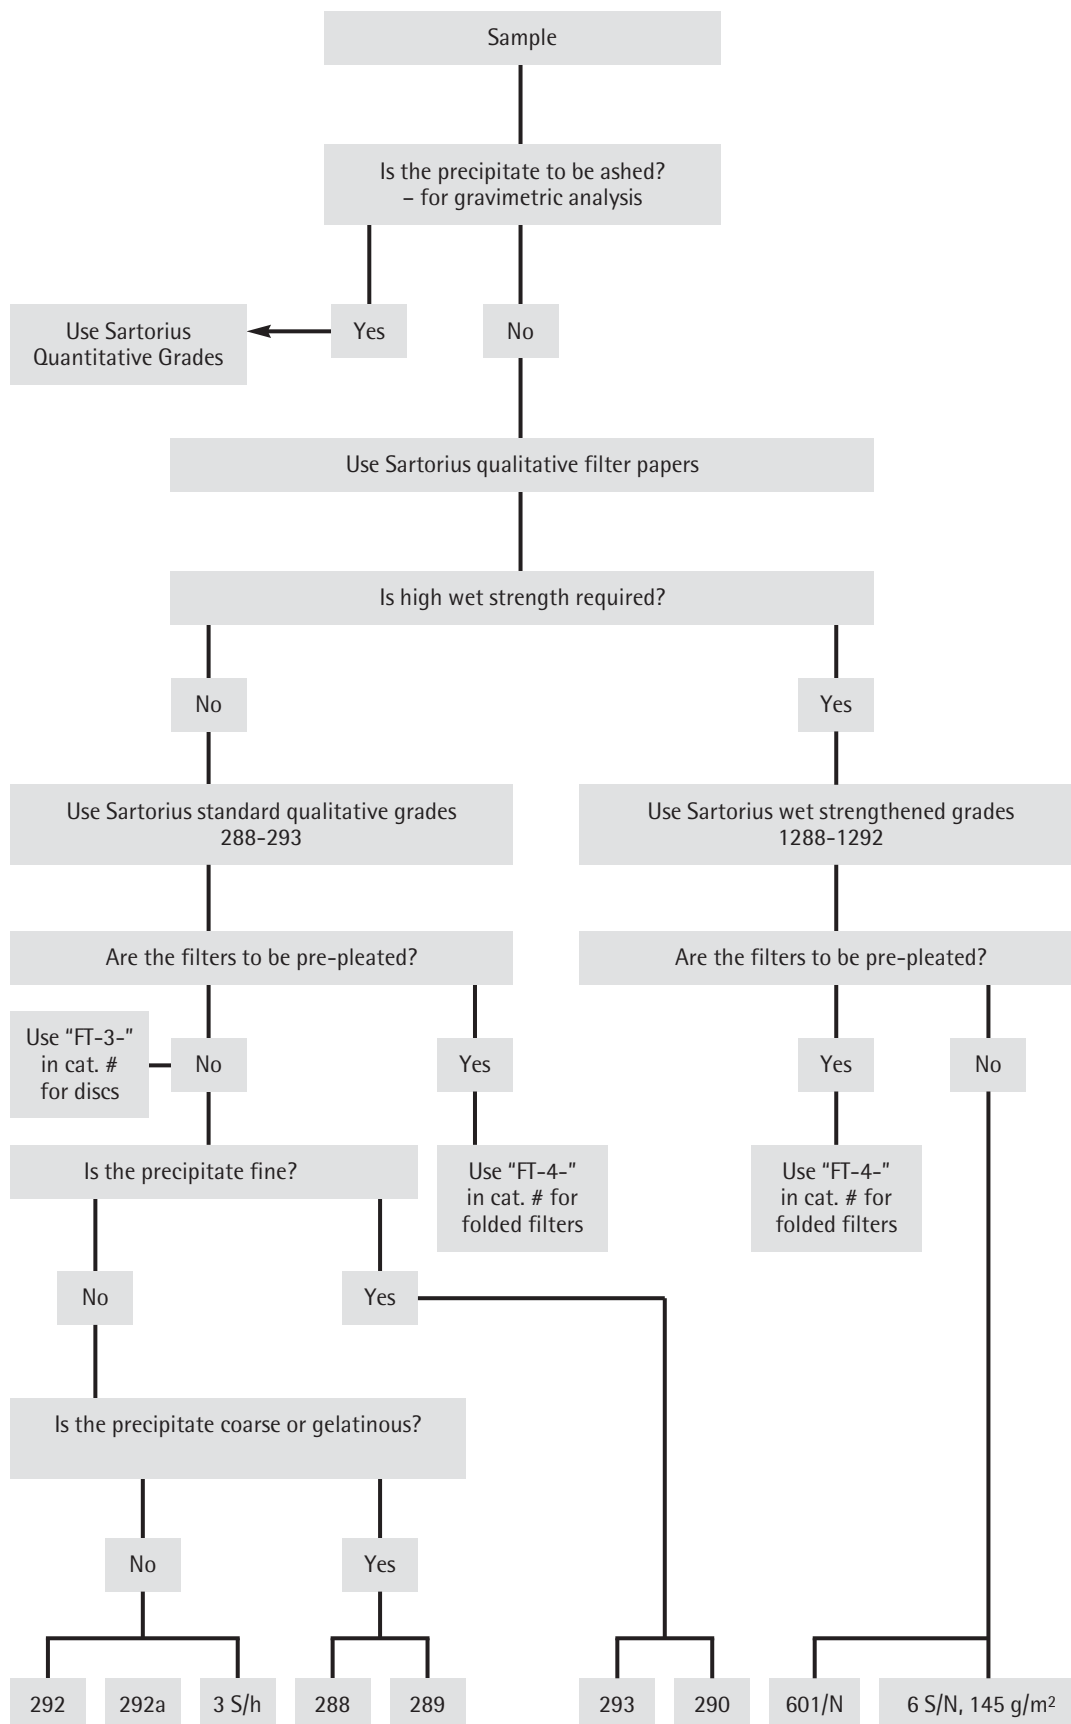 Sample
Is the precipitate to be ashed?
– for gravimetric analysis
Use Sartorius
Quantitative Grades
Yes
No
Use Sartorius qualitative filter papers
Is high wet strength required?
No
Yes
Use Sartorius standard qualitative grades
288-293
Use Sartorius wet strengthened grades
1288-1292
Are the filters to be pre-pleated?
Are the filters to be pre-pleated?
Use "FT-3-"
in cat. #
for discs
No
Yes
Yes
No
Is the precipitate fine?
Use "FT-4-"
in cat. # for
folded filters
Use "FT-4-"
in cat. # for
folded filters
No
Yes
Is the precipitate coarse or gelatinous?
No
Yes
292
292a
3 S/h
288
289
293
290
601/N
6 S/N, 145 g/m²